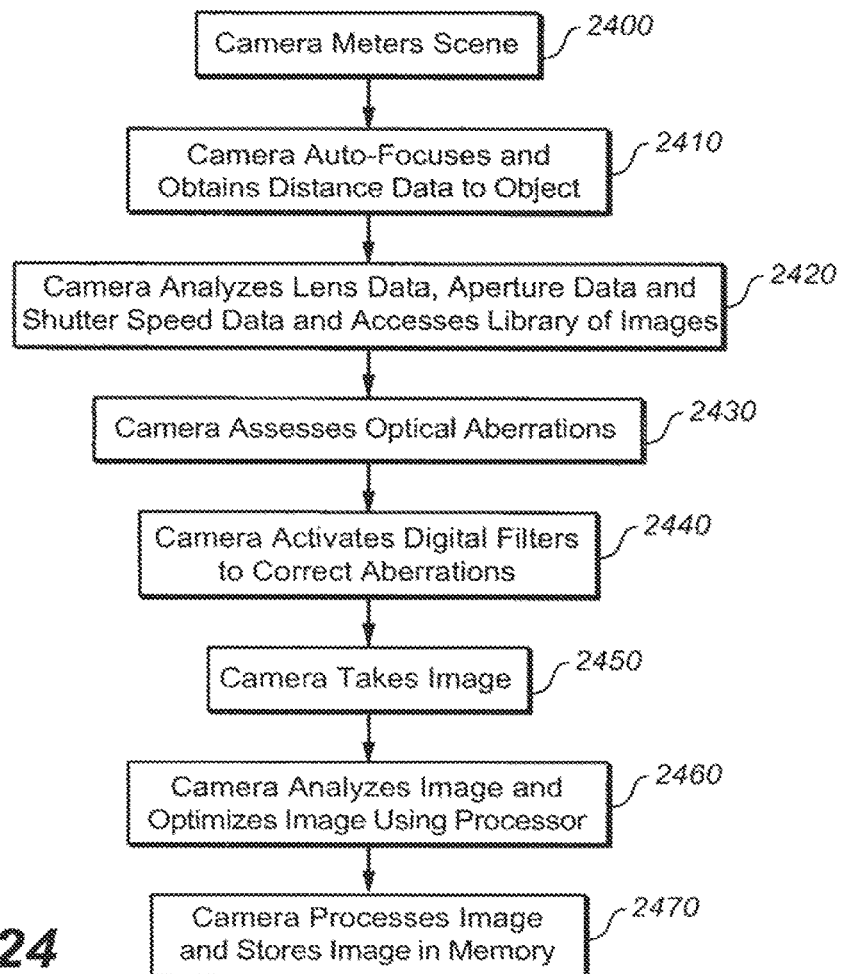 Camera Meters Scene
2400
Camera Auto-Focuses and
Obtains Distance Data to Object
2410
Camera Analyzes Lens Data, Aperture Data and
Shutter Speed Data and Accesses Library of Images
2420
Camera Assesses Optical Aberrations
2430
Camera Activates Digital Filters
to Correct Aberrations
2440
Camera Takes Image
2450
Camera Analyzes Image and
Optimizes Image Using Processor
2460
Camera Processes Image
and Stores Image in Memory
2470
24